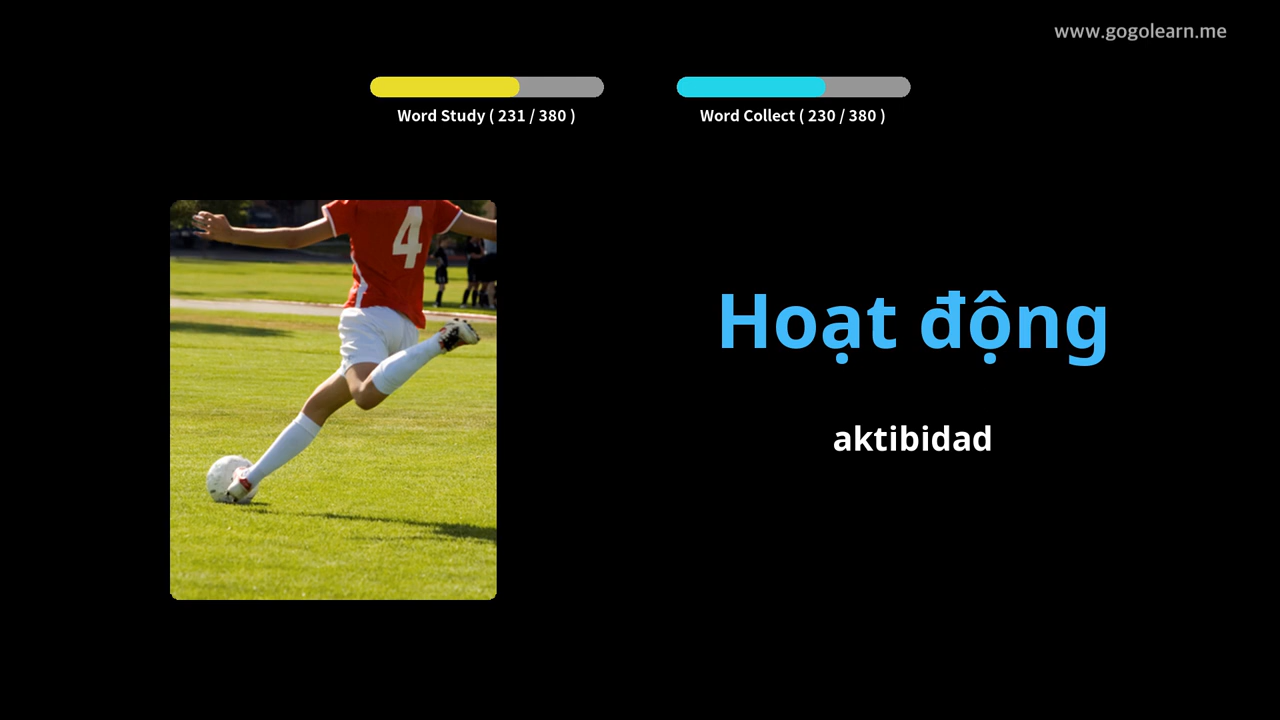 www.gogolearn.me
Word Study ( 231 / 380 )
Word Collect ( 230 / 380 )
4
Hoạt động
aktibidad